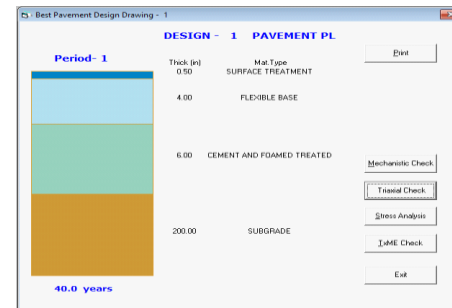 Best Pavement Design Drawing - 1
DESIGN - 1 PAVEMENT PL
Period- 1
Thick (in) Mat.Type
0.50 SURFACE TREATMENT
4.00 FLEXIBLE BASE
6.00 CEMENT AND FOAMED TREATED
200.00 SUBGRADE
40.0 years
Print
Mechanistic Check
Triaxial Check
Stress Analysis
TxME Check
Exit